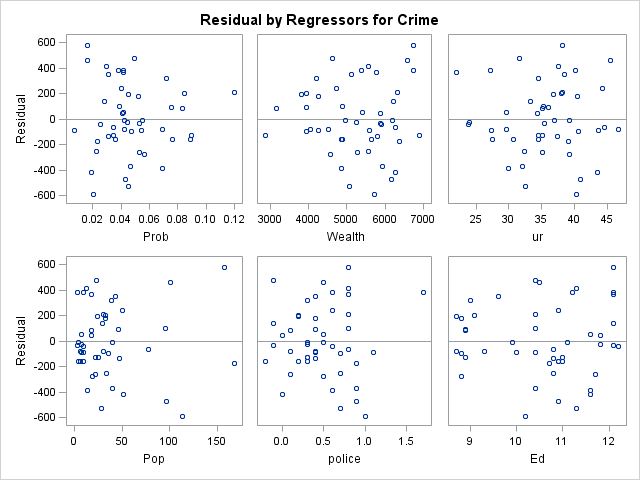 Residual by Regressors for Crime
600
400
200
0
-200
-400
-600
Residual
0.02 0.04 0.06 0.08 0.10 0.12
Prob
3000 4000 5000 6000 7000
Wealth
25 30 35 40 45
ur
600
400
200
0
-200
-400
-600
Residual
0 50 100 150
Pop
0.0 0.5 1.0 1.5
police
9 10 11 12
Ed